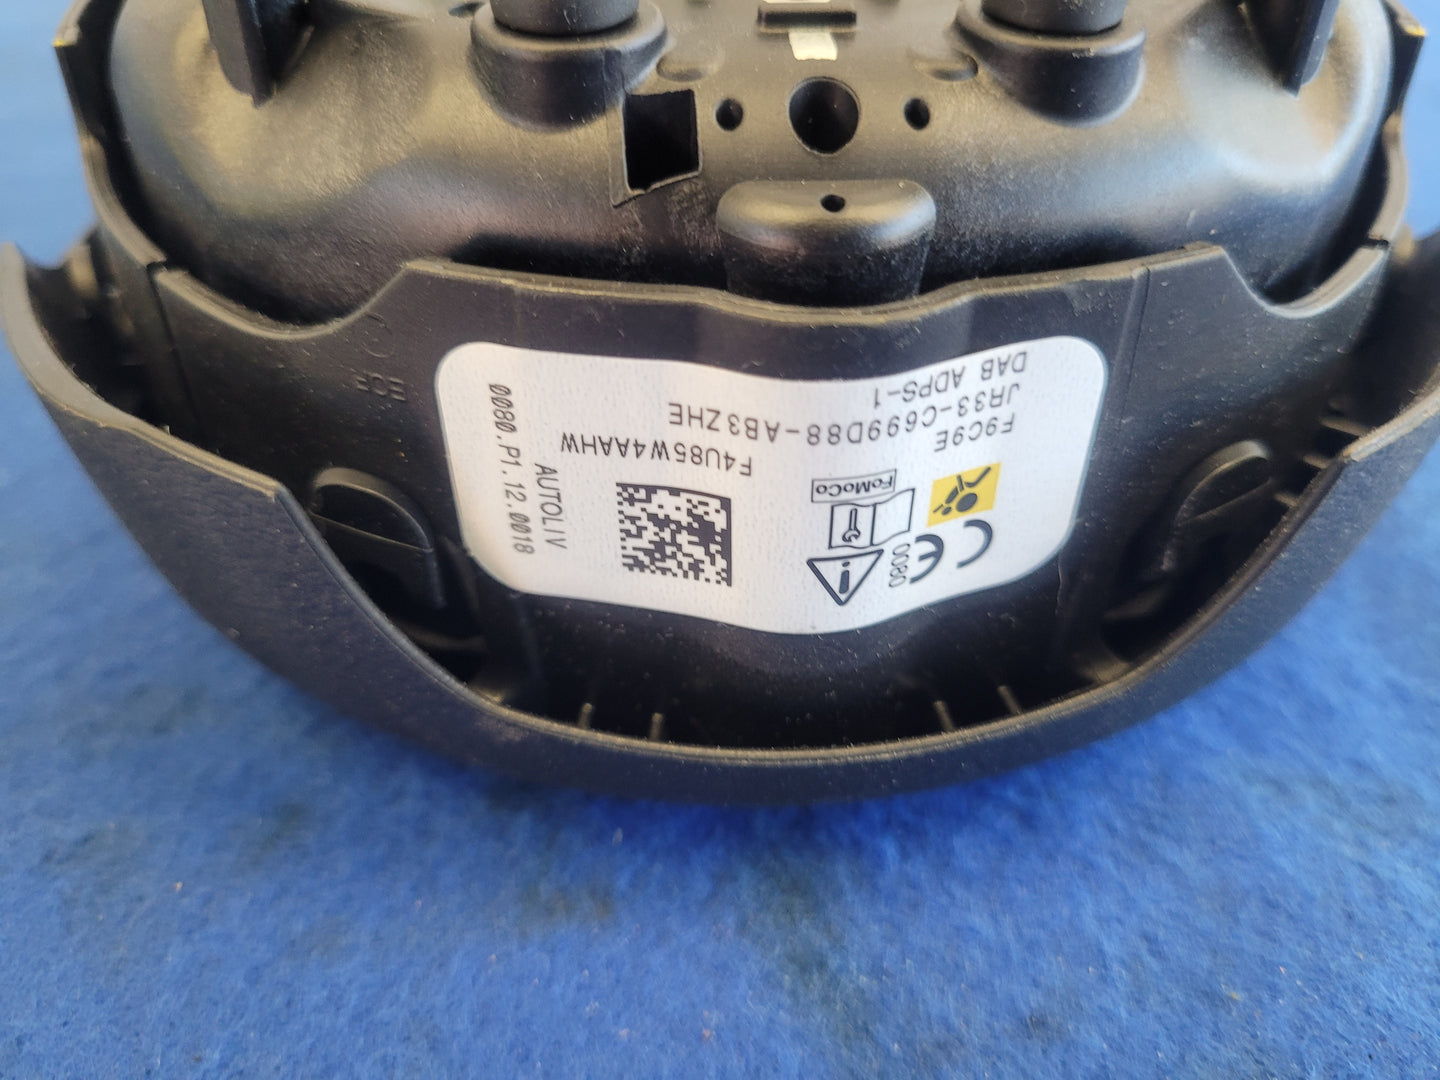 DAB ADPS-1
JR33-C699D88-AB3ZHE
F9C9E
F4U85W4AAHW
FoMoCo
CE
0080
i
AUTOLIV
0080.P1.12.0018